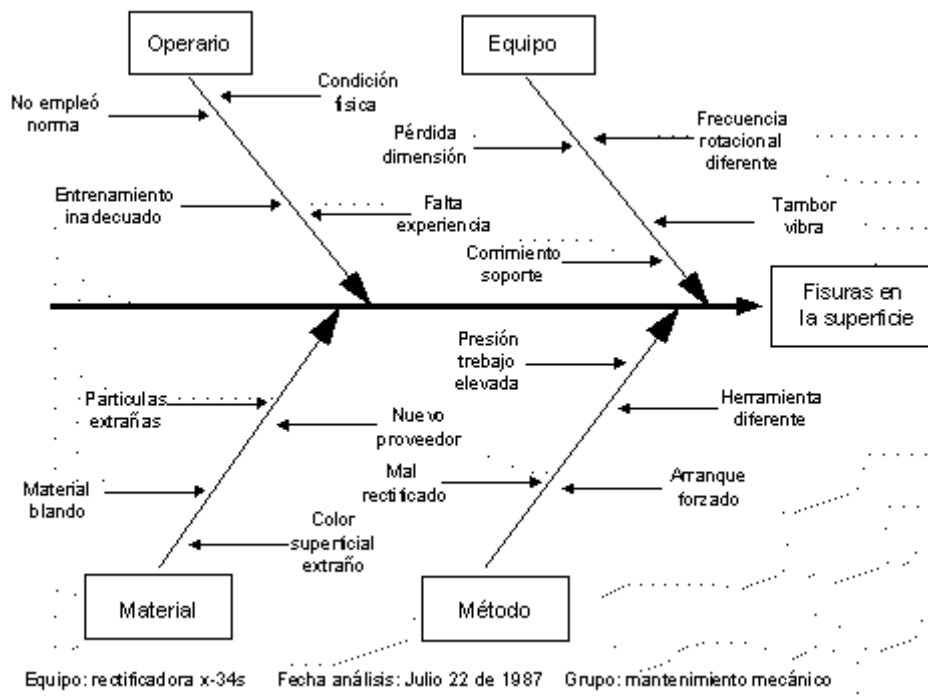 Operario
Equipo
No empleó
norma
Condición
física
Entrenamiento
inadecuado
Falta
experiencia
Pérdida
dimensión
Frecuencia
rotacional
diferente
Tambor
vibra
Corrimiento
soporte
Fisuras en
la superficie
Particulas
extrañas
Nuevo
proveedor
Material
blando
Color
superficial
extraño
Presión
trebajo
elevada
Herramienta
diferente
Mal
rectificado
Arranque
forzado
Material
Método
Equipo: rectificadora x-34s Fecha análisis: Julio 22 de 1987 Grupo: mantenimiento mecánico